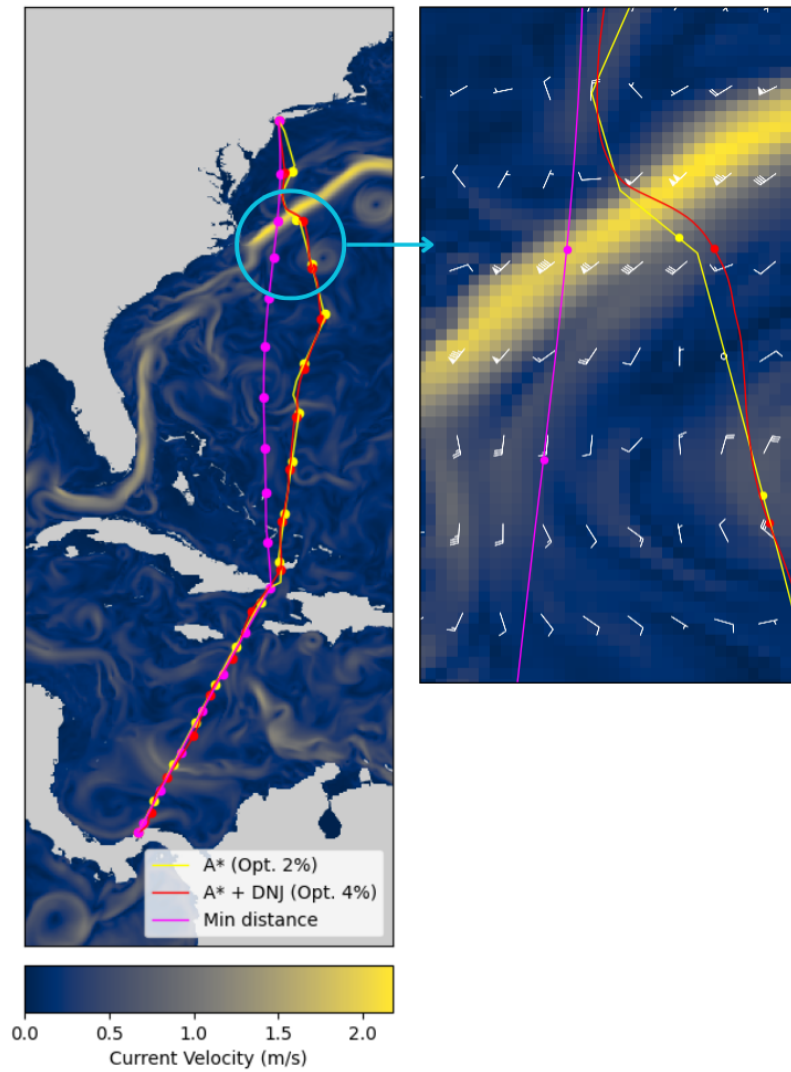 A* (Opt. 2%)
A* + DNJ (Opt. 4%)
Min distance
0.0 0.5 1.0 1.5 2.0
Current Velocity (m/s)